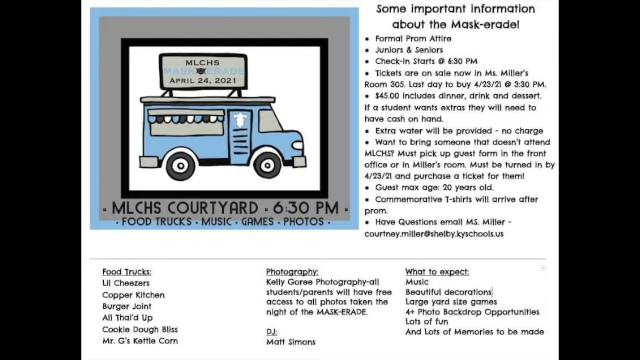 MLCHS
MASKERADE
April 24, 2021
• MLCHS COURTYARD • 6:30 PM •
• FOOD TRUCKS • MUSIC • GAMES • PHOTOS •
Some important information
about the Mask-erade!
• Formal Prom Attire
• Juniors & Seniors
• Check-in Starts @ 6:30 PM
• Tickets are on sale now in Ms. Miller's
Room 305. Last day to buy 4/23/21 @ 3:30 PM.
• $45.00 includes dinner, drink and dessert.
If a student wants extras they will need to
have cash on hand.
• Extra water will be provided - no charge
• Want to bring someone that doesn't attend
MLCHS? Must pick up guest form in the front
office or in Miller's room. Must be turned in by
4/23/21 and purchase a ticket for them!
• Guest max age: 20 years old.
• Commemorative T-shirts will arrive after
prom.
• Have Questions email MS. Miller -
courtney.miller@shelby.kyschools.us
Food Trucks:
Lil Cheezers
Copper Kitchen
Burger Joint
All Thai'd Up
Cookie Dough Bliss
Mr. G's Kettle Corn
Photography:
Kelly Goree Photography-all
students/parents will have free
access to all photos taken the
night of the MASK-ERADE.
DJ:
Matt Simons
What to expect:
Music
Beautiful decorations
Large yard size games
4+ Photo Backdrop Opportunities
Lots of fun
And Lots of Memories to be made